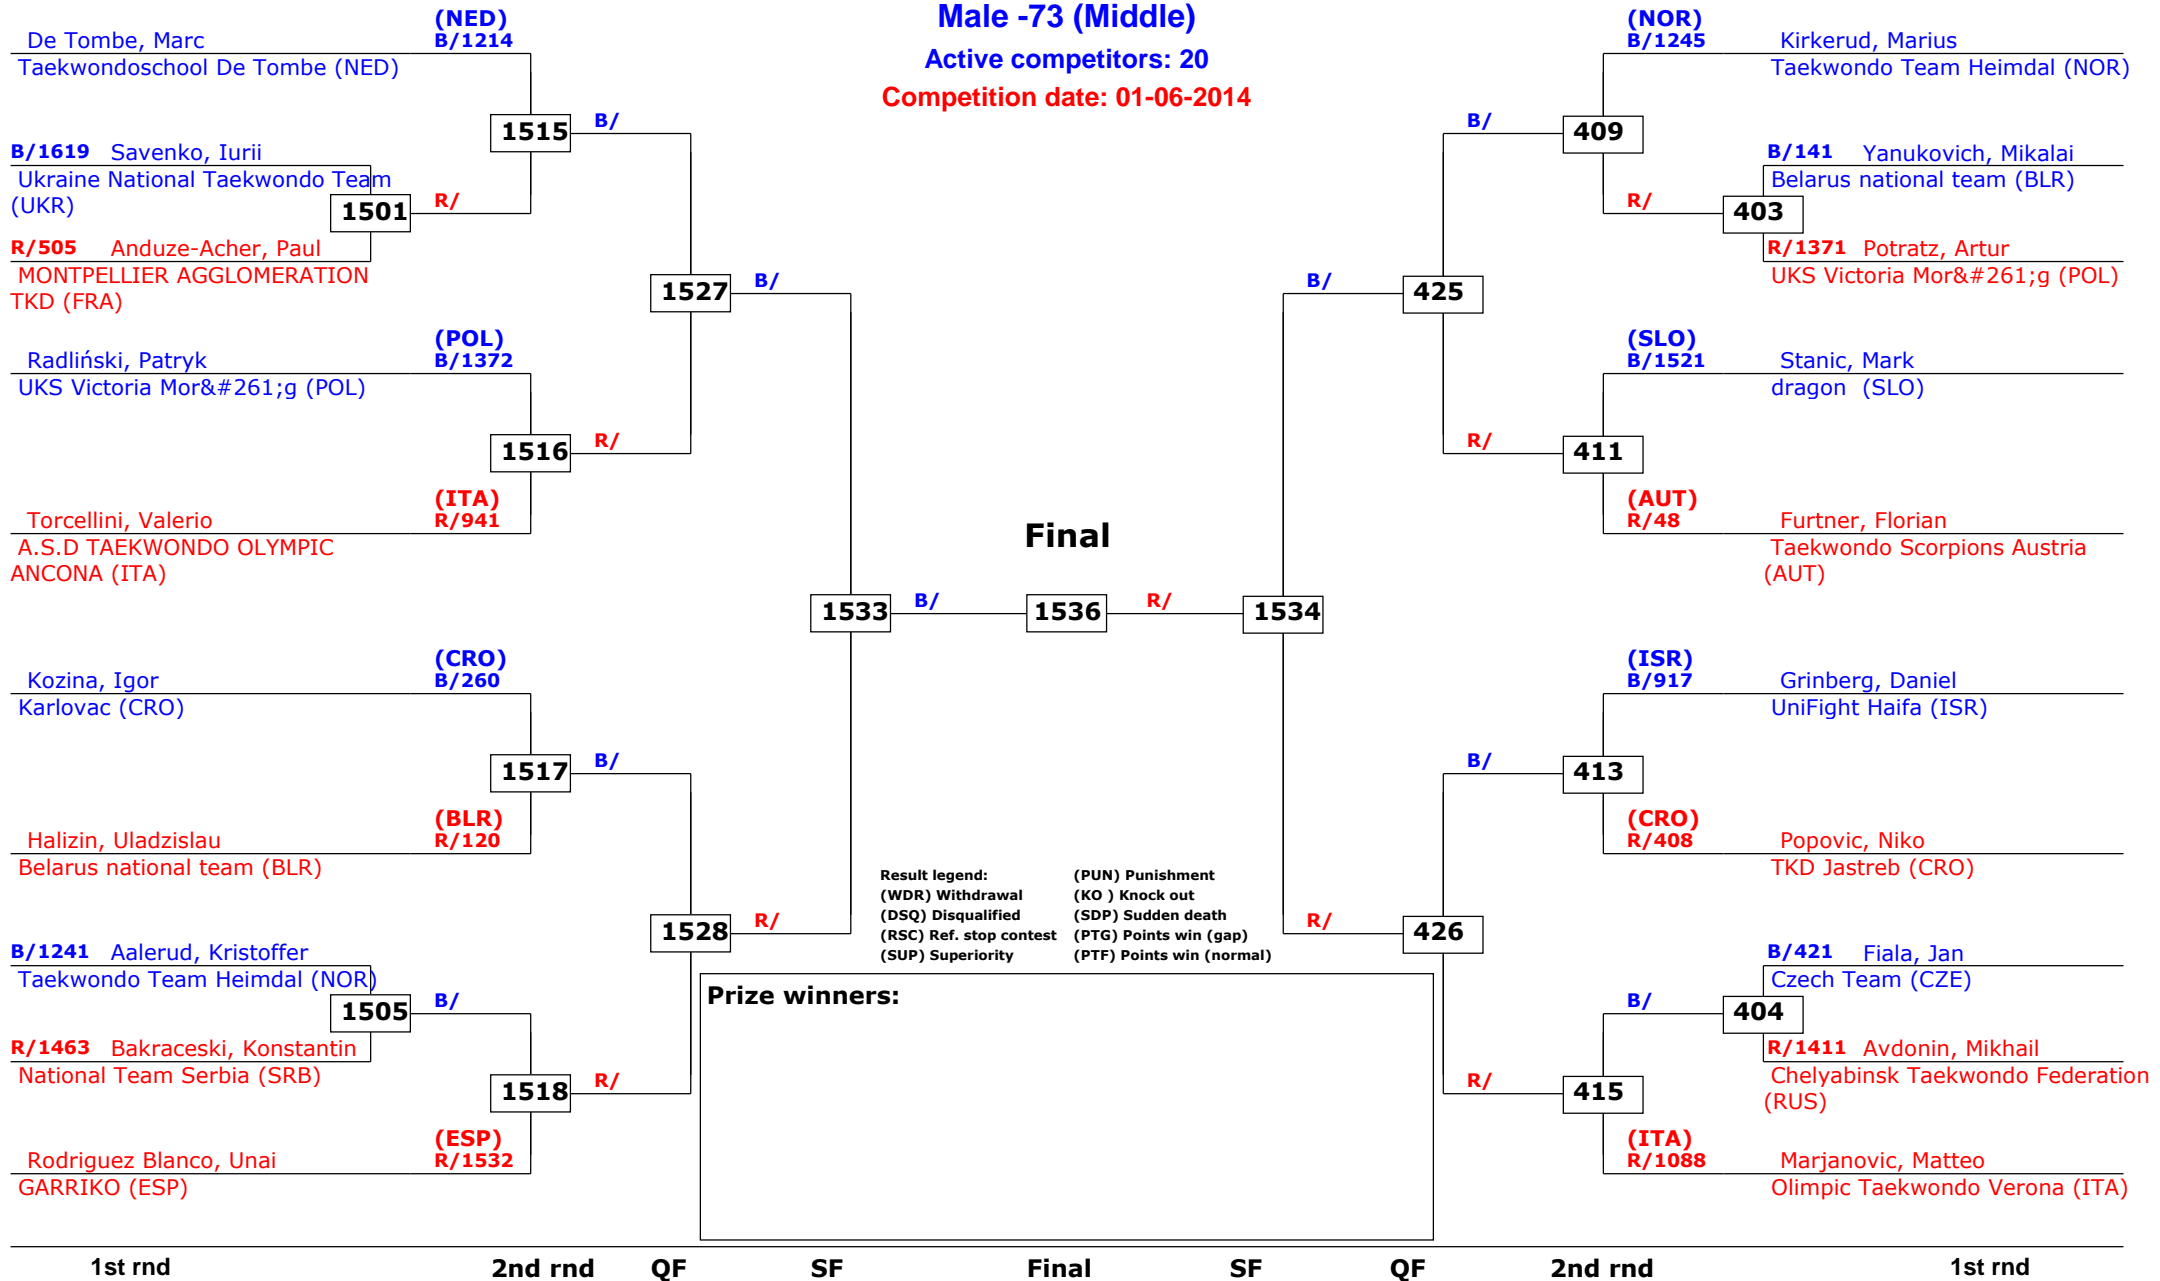 Male -73 (Middle)
Active competitors: 20
Competition date: 01-06-2014
(NED)
De Tombe, Marc B/1214
Taekwondoschool De Tombe (NED)
1515 B/
B/1619 Savenko, Iurii
Ukraine National Taekwondo Team
(UKR)
1501 R/
R/505 Anduze-Acher, Paul
MONTPELLIER AGGLOMERATION
TKD (FRA)
1527 B/
(POL)
Radliński, Patryk B/1372
UKS Victoria Mor&#261;g (POL)
1516 R/
(ITA)
Torcellini, Valerio R/941
A.S.D TAEKWONDO OLYMPIC
ANCONA (ITA)
1533 B/
(CRO)
Kozina, Igor B/260
Karlovac (CRO)
1517 B/
(BLR)
Halizin, Uladzislau R/120
Belarus national team (BLR)
1528 R/
B/1241 Aalerud, Kristoffer
Taekwondo Team Heimdal (NOR)
1505 B/
R/1463 Bakraceski, Konstantin
National Team Serbia (SRB)
1518 R/
(ESP)
Rodriguez Blanco, Unai R/1532
GARRIKO (ESP)
Final
1536
(NOR)
B/1245 Kirkerud, Marius
Taekwondo Team Heimdal (NOR)
B/ 409
B/141 Yanukovich, Mikalai
Belarus national team (BLR)
R/ 403
R/1371 Potratz, Artur
UKS Victoria Mor&#261;g (POL)
B/ 425
(SLO)
B/1521 Stanic, Mark
dragon (SLO)
R/ 411
(AUT)
R/48 Furtner, Florian
Taekwondo Scorpions Austria
(AUT)
R/ 1534
(ISR)
B/917 Grinberg, Daniel
UniFight Haifa (ISR)
B/ 413
(CRO)
R/408 Popovic, Niko
TKD Jastreb (CRO)
R/ 426
B/421 Fiala, Jan
Czech Team (CZE)
B/ 404
R/1411 Avdonin, Mikhail
Chelyabinsk Taekwondo Federation
(RUS)
R/ 415
(ITA)
R/1088 Marjanovic, Matteo
Olimpic Taekwondo Verona (ITA)
Result legend: (PUN) Punishment
(WDR) Withdrawal (KO ) Knock out
(DSQ) Disqualified (SDP) Sudden death
(RSC) Ref. stop contest (PTG) Points win (gap)
(SUP) Superiority (PTF) Points win (normal)
Prize winners:
1st rnd 2nd rnd QF SF Final SF QF 2nd rnd 1st rnd